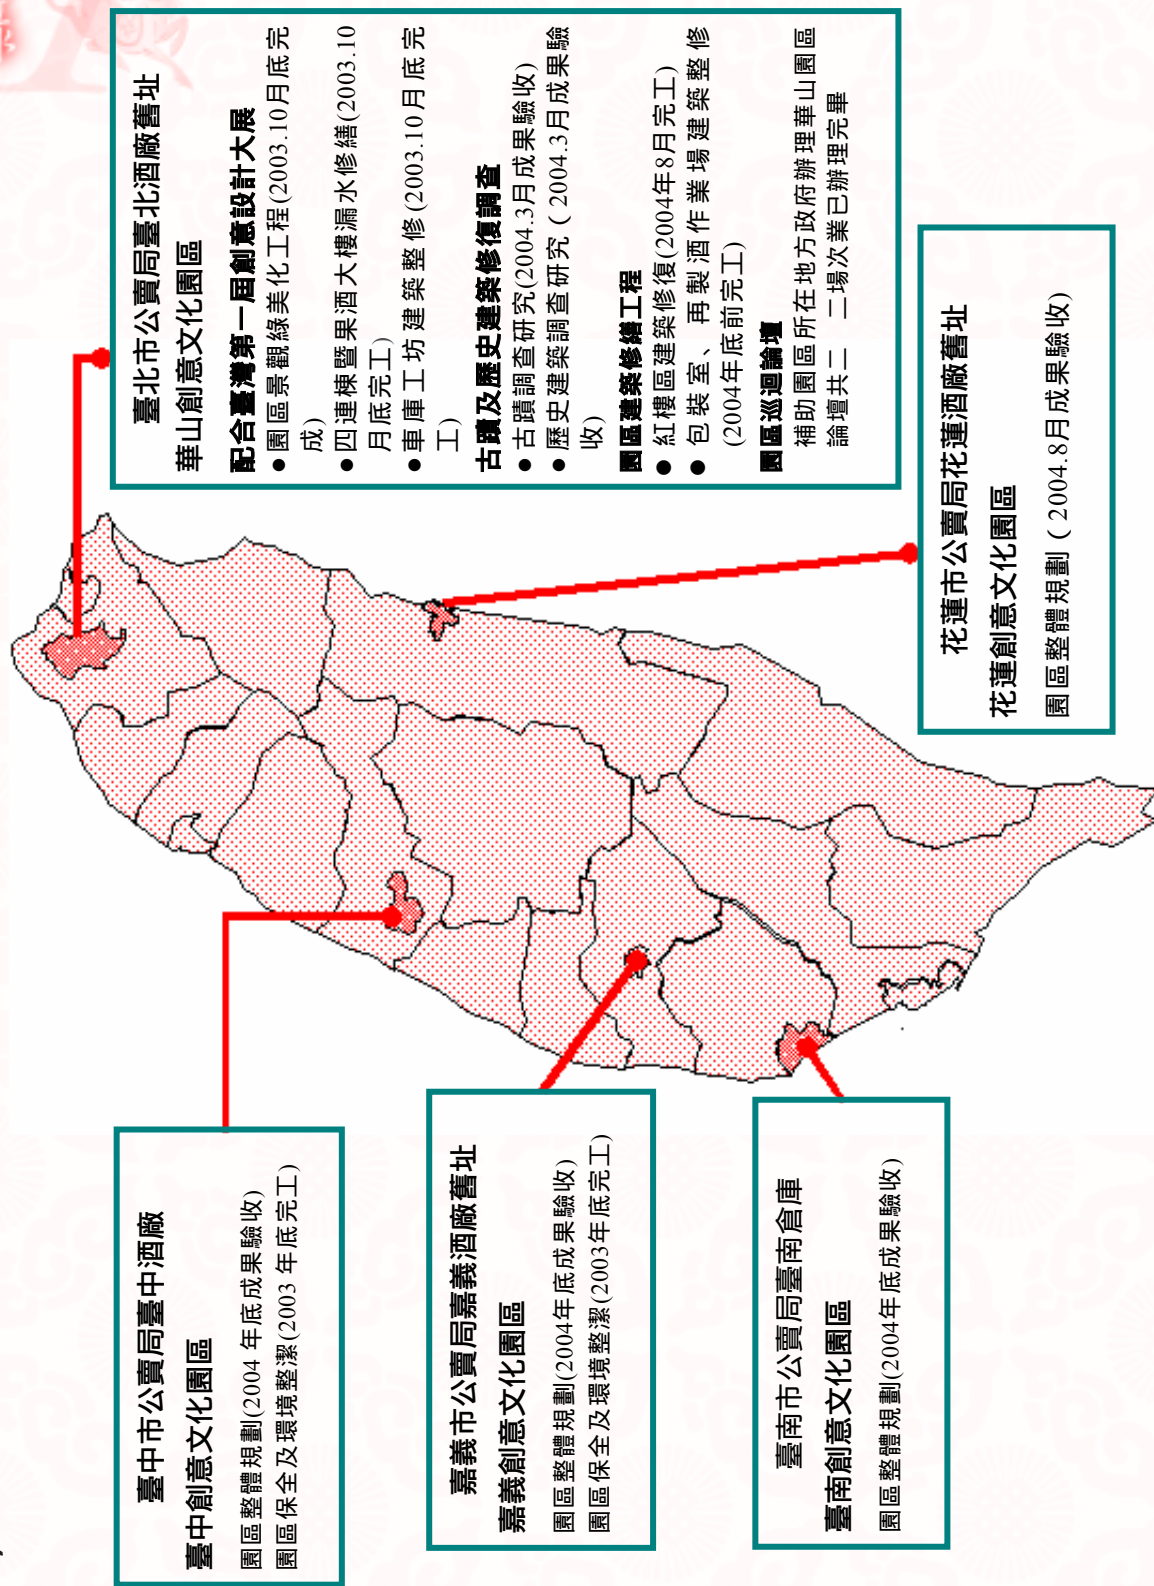 臺北市公賣局臺北酒廠舊址
華山創意文化園區
配合臺灣第一屆創意設計大展
●園區景觀綠美化工程(2003.10月底完
成)
●四連棟暨果酒大樓漏水修繕(2003.10
月底完工)
●車庫工坊建築整修(2003.10月底完
工)
古蹟及歷史建築修復調查
●古蹟調查研究(2004.3月成果驗收)
●歷史建築調查研究（2004.3月成果驗
收)
園區建築修繕工程
●紅樓區建築修復(2004年8月完工)
●包裝室、再製酒作業場建築整修
(2004年底前完工)
園區巡迴論壇
補助園區所在地方政府辦理華山園區
論壇共二 二場次業已辦理完畢
花蓮市公賣局花蓮酒廠舊址
花蓮創意文化園區
園區整體規劃（2004.8月成果驗收)
臺中市公賣局臺中酒廠
臺中創意文化園區
園區整體規劃(2004 年底成果驗收)
園區保全及環境整潔(2003 年底完工)
嘉義市公賣局嘉義酒廠舊址
嘉義創意文化園區
園區整體規劃(2004年底成果驗收)
園區保全及環境整潔(2003年底完工)
臺南市公賣局臺南倉庫
臺南創意文化園區
園區整體規劃(2004年底成果驗收)